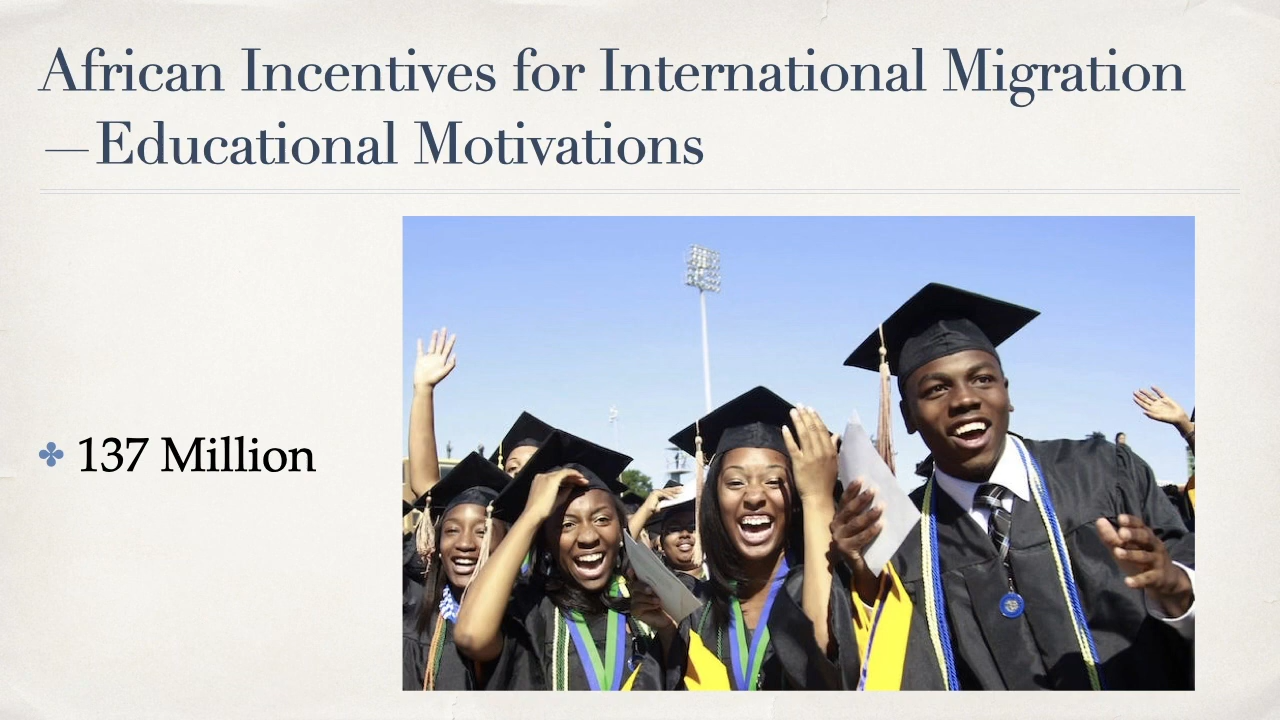 African Incentives for International Migration
—Educational Motivations
137 Million